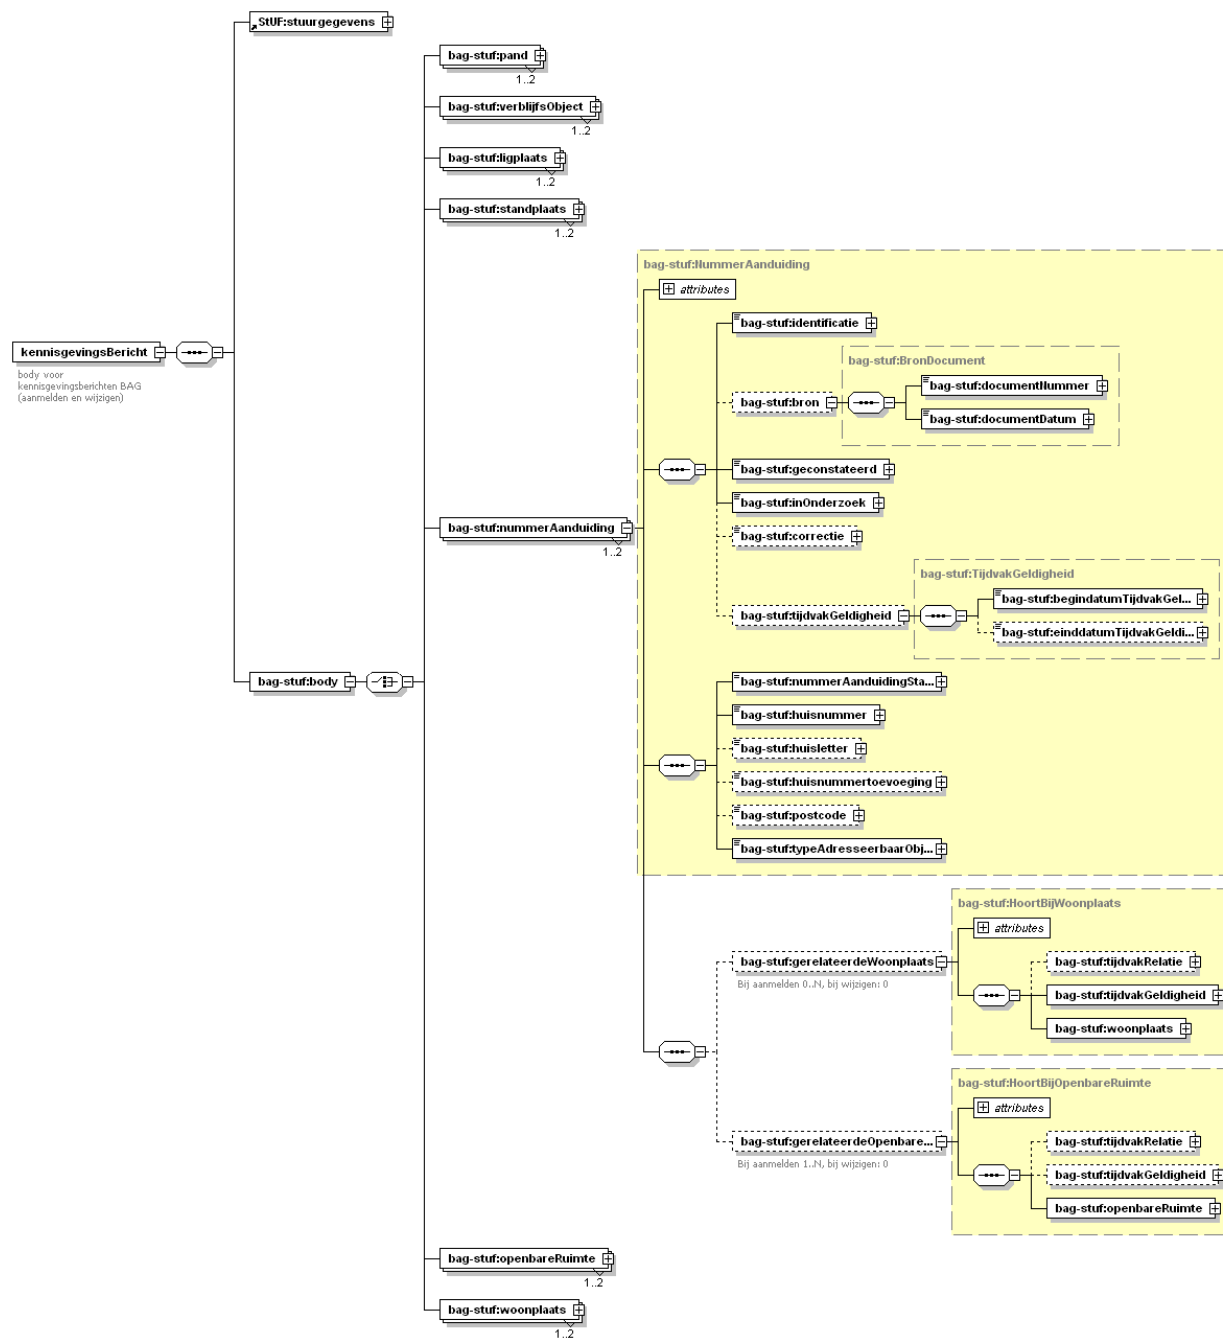 StUF:stuurgegevens
bag-stuf:pand
1..2
bag-stuf:verblijfsObject
1..2
bag-stuf:ligplaats
1..2
bag-stuf:standplaats
1..2
bag-stuf:NummerAanduiding
attributes
bag-stuf:identificatie
kennisgevingsBericht
body voor
kennisgevingsberichten BAG
(aanmelden en wijzigen)
bag-stuf:BronDocument
bag-stuf:documentNummer
bag-stuf:bron
bag-stuf:documentDatum
bag-stuf:geconstateerd
bag-stuf:inOnderzoek
bag-stuf:nummerAanduiding
1..2
bag-stuf:correctie
bag-stuf:TijdvakGeldigheid
bag-stuf:begindatumTijdvakGel...
bag-stuf:tijdvakGeldigheid
bag-stuf:einddatumTijdvakGeldi...
bag-stuf:body
bag-stuf:nummerAanduidingSta...
bag-stuf:huisnummer
bag-stuf:huisletter
bag-stuf:huisnummertoevoeging
bag-stuf:postcode
bag-stuf:typeAdresseerbaarObj...
bag-stuf:HoortBijWoonplaats
attributes
bag-stuf:gerelateerdeWoonplaats
Bij aanmelden 0..N, bij wijzigen: 0
bag-stuf:tijdvakRelatie
bag-stuf:tijdvakGeldigheid
bag-stuf:woonplaats
bag-stuf:HoortBijOpenbareRuimte
attributes
bag-stuf:gerelateerdeOpenbare...
Bij aanmelden 1..N, bij wijzigen: 0
bag-stuf:tijdvakRelatie
bag-stuf:tijdvakGeldigheid
bag-stuf:openbareRuimte
bag-stuf:openbareRuimte
1..2
bag-stuf:woonplaats
1..2